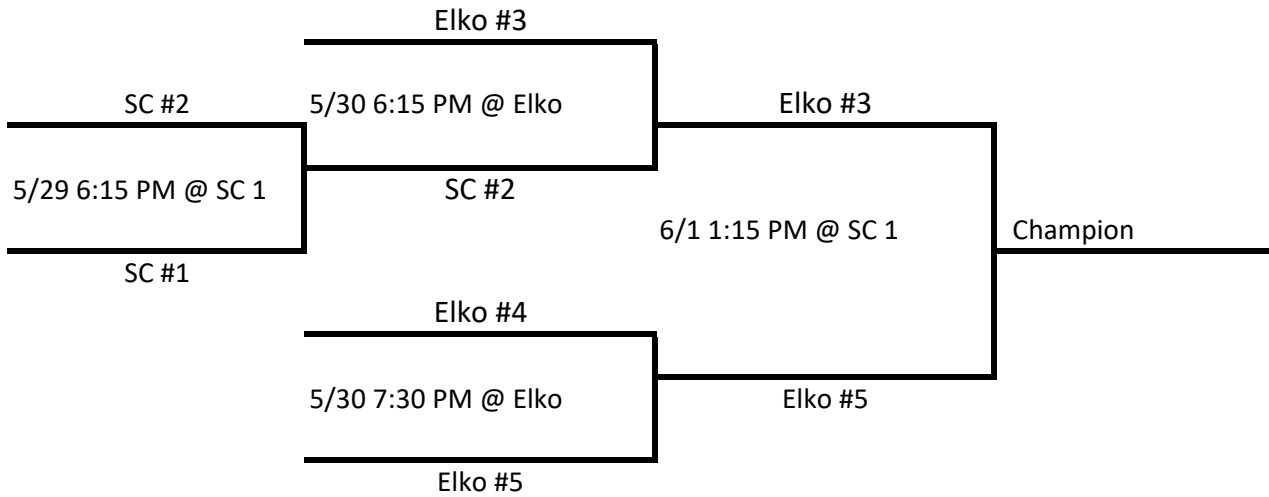 Elko #3
SC #2
5/30 6:15 PM @ Elko
Elko #3
5/29 6:15 PM @ SC 1
SC #2
6/1 1:15 PM @ SC 1
Champion
SC #1
Elko #4
5/30 7:30 PM @ Elko
Elko #5
Elko #5